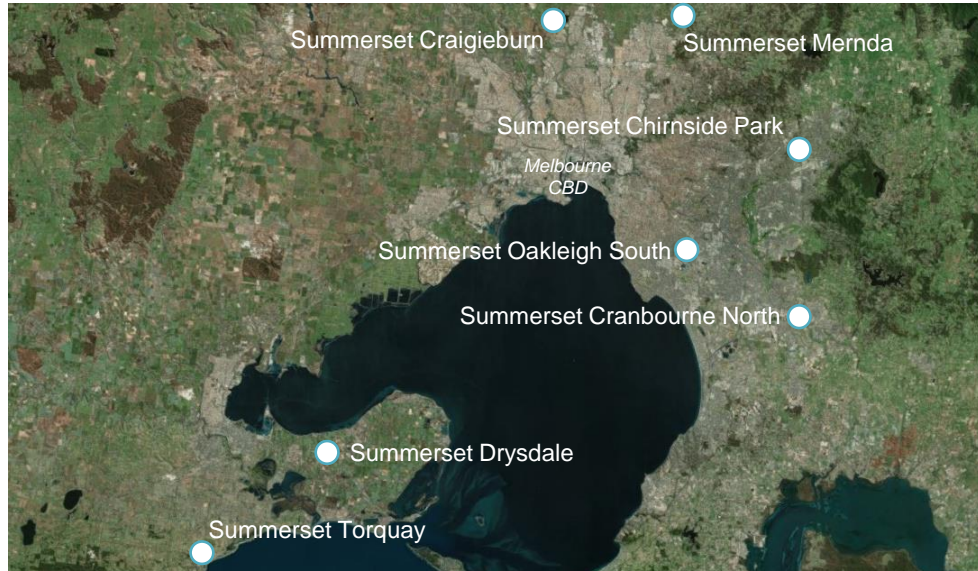 Summerset Craigieburn
Summerset Mernda
Summerset Chirnside Park
Melbourne
CBD
Summerset Oakleigh South
Summerset Cranbourne North
Summerset Drysdale
Summerset Torquay